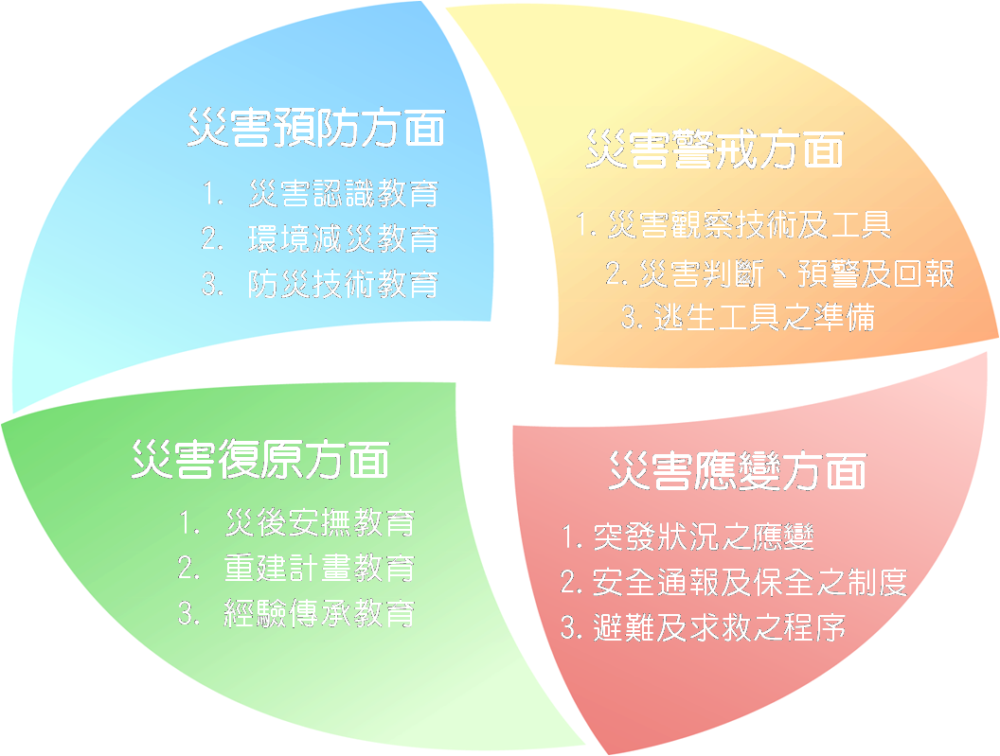 災害預防方面
1. 災害認識教育
2. 環境減災教育
3. 防災技術教育
災害警戒方面
1. 災害觀察技術及工具
2. 災害判斷、預警及回報
3. 逃生工具之準備
災害復原方面
1. 災後安撫教育
2. 重建計畫教育
3. 經驗傳承教育
災害應變方面
1. 突發狀況之應變
2. 安全通報及保全之制度
3. 避難及求救之程序